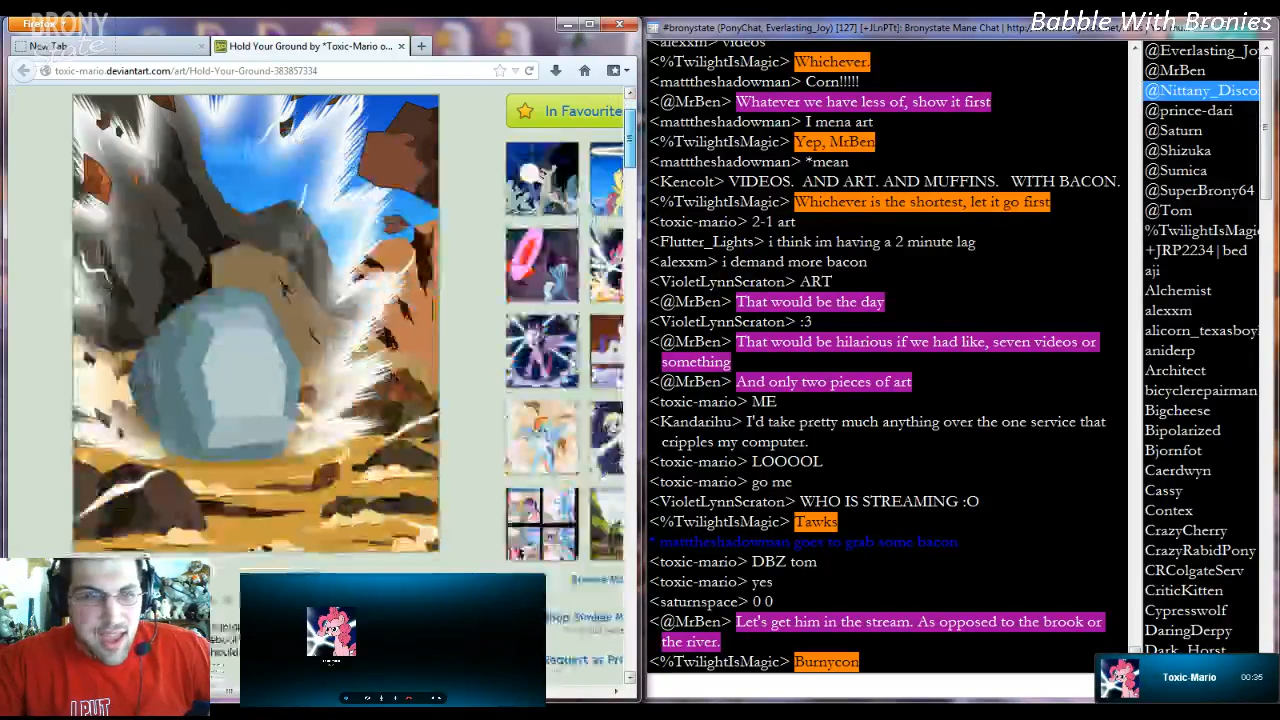 Firefox
BRONY
State
Babble With Bronies
#bronystate (PonyChat, Everlasting_Joy) [127] [+JLnPTt]: Bronystate Mane Chat | http:
New Tab
Hold Your Ground by *Toxic-Mario o...
toxic-mario.deviantart.com/art/Hold-Your-Ground-383857334
In Favourite
alexxm> videos
<%TwilightIsMagic> Whichever.
<matttheshadowman> Corn!!!!!
<@MrBen> Whatever we have less of, show it first
<matttheshadowman> I mena art
<%TwilightIsMagic> Yep, MrBen
<matttheshadowman> *mean
<Kencolt> VIDEOS. AND ART. AND MUFFINS. WITH BACON.
<%TwilightIsMagic> Whichever is the shortest, let it go first
<toxic-mario> 2-1 art
<Flutter_Lights> i think im having a 2 minute lag
<alexxm> i demand more bacon
<VioletLynnScraton> ART
<@MrBen> That would be the day
<VioletLynnScraton> :3
<@MrBen> That would be hilarious if we had like, seven videos or
something
<@MrBen> And only two pieces of art
<toxic-mario> ME
<Kandarihu> I'd take pretty much anything over the one service that
cripples my computer.
<toxic-mario> LOOOOL
<toxic-mario> go me
<VioletLynnScraton> WHO IS STREAMING :O
<%TwilightIsMagic> Tawks
* matttheshadowman goes to grab some bacon
<toxic-mario> DBZ tom
<toxic-mario> yes
<saturnspace> 0 0
<@MrBen> Let's get him in the stream. As opposed to the brook or
the river.
<%TwilightIsMagic> Burnycon
@Everlasting_Jo
@MrBen
@Nittany_Disco
@prince-dari
@Saturn
@Shizuka
@Sumica
@SuperBrony64
@Tom
%TwilightIsMagi
+JRP2234|bed
aji
Alchemist
alexxm
alicorn_texasboy
aniderp
Architect
bicyclerepairman
Bigcheese
Bipolarized
Bjornfot
Caerdwyn
Cassy
Contex
CrazyCherry
CrazyRabidPony
CRColgateServ
CriticKitten
Cypresswolf
DaringDerpy
Dark_Horst
Toxic-Mario 00:35
I PUT